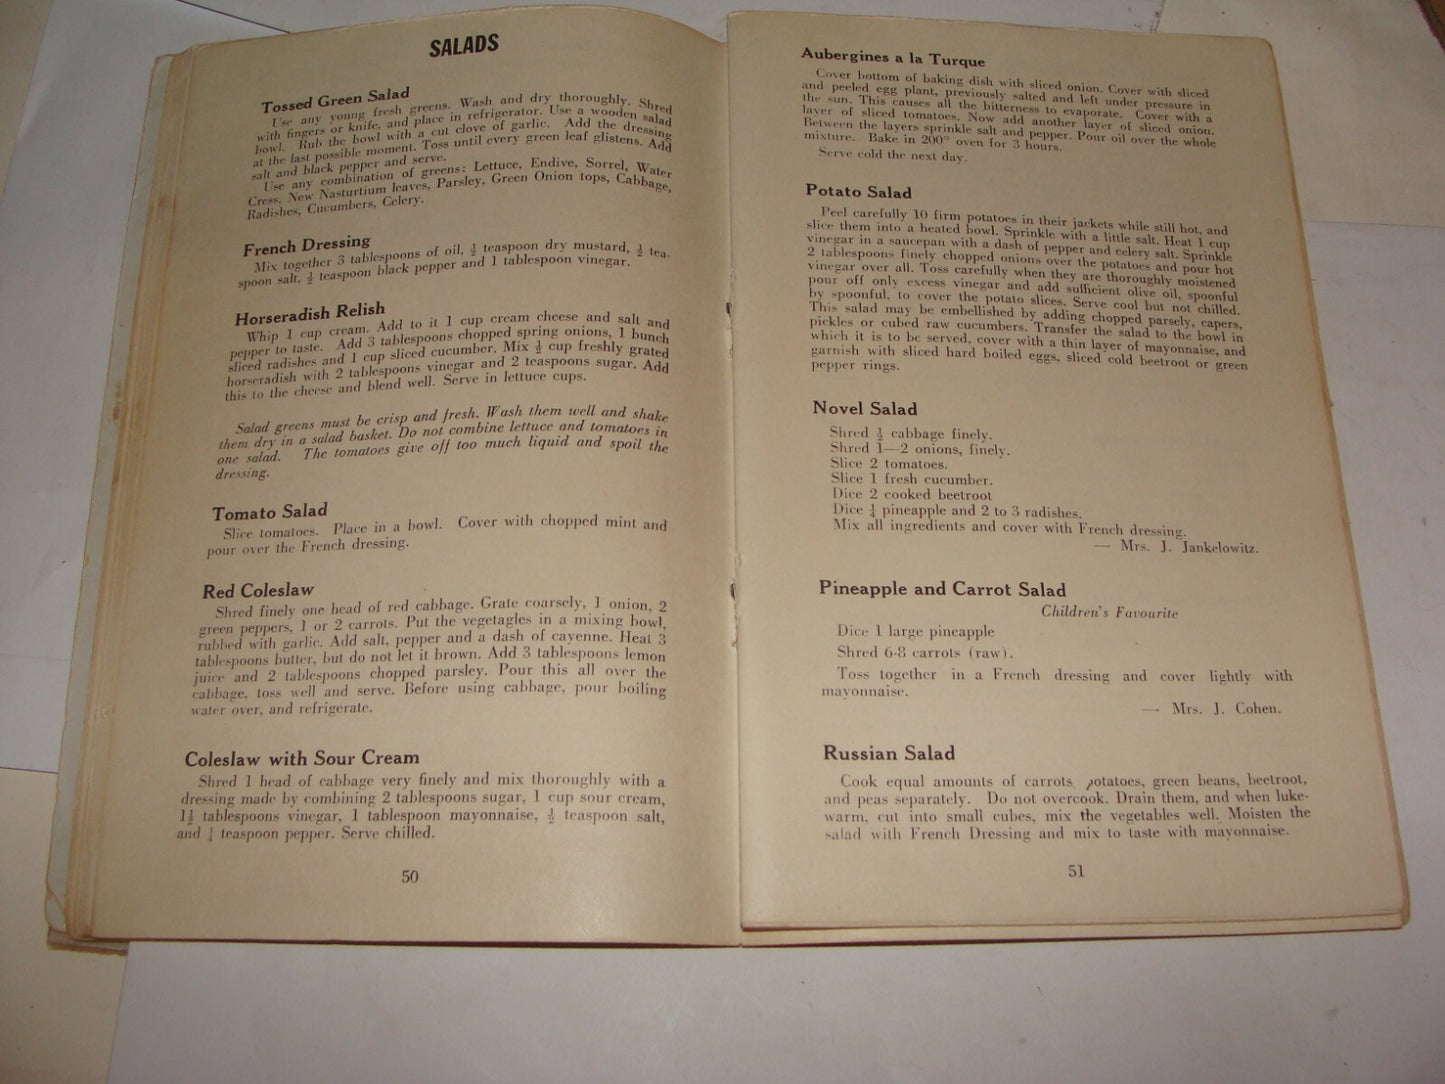 SALADS
Tossed Green Salad
Use any young fresh greens. Wash and dry thoroughly. Shred
with fingers or knife, and place in refrigerator. Use a wooden salad
bowl. Rub the bowl with a cut clove of garlic. Add the dressing
at the last possible moment. Toss until every green leaf glistens. Add
salt and black pepper and serve.
Use any combination of greens: Lettuce, Endive, Sorrel, Water
Cress, New Nasturtium leaves, Parsley, Green Onion tops, Cabbage,
Radishes, Cucumbers, Celery.
French Dressing
Mix together 3 tablespoons of oil, ½ teaspoon dry mustard, ½ tea-
spoon salt, ½ teaspoon black pepper and 1 tablespoon vinegar.
Horseradish Relish
Whip 1 cup cream. Add to it 1 cup cream cheese and salt and
pepper to taste. Add 3 tablespoons chopped spring onions, 1 bunch
sliced radishes and 1 cup sliced cucumber. Mix ½ cup freshly grated
horseradish with 2 tablespoons vinegar and 2 teaspoons sugar. Add
this to the cheese and blend well. Serve in lettuce cups.
Salad greens must be crisp and fresh. Wash them well and shake
them dry in a salad basket. Do not combine lettuce and tomatoes in
one salad. The tomatoes give off too much liquid and spoil the
dressing.
Tomato Salad
Slice tomatoes. Place in a bowl. Cover with chopped mint and
pour over the French dressing.
Red Coleslaw
Shred finely one head of red cabbage. Grate coarsely, 1 onion, 2
green peppers, 1 or 2 carrots. Put the vegetagles in a mixing bowl,
rubbed with garlic. Add salt, pepper and a dash of cayenne. Heat 3
tablespoons butter, but do not let it brown. Add 3 tablespoons lemon
juice and 2 tablespoons chopped parsley. Pour this all over the
cabbage, toss well and serve. Before using cabbage, pour boiling
water over, and refrigerate.
Coleslaw with Sour Cream
Shred 1 head of cabbage very finely and mix thoroughly with a
dressing made by combining 2 tablespoons sugar, 1 cup sour cream,
1½ tablespoons vinegar, 1 tablespoon mayonnaise, ½ teaspoon salt,
and ¼ teaspoon pepper. Serve chilled.
50
Aubergines a la Turque
Cover bottom of baking dish with sliced onion. Cover with sliced
and peeled egg plant, previously salted and left under pressure in
the sun. This causes all the bitterness to evaporate. Cover with a
layer of sliced tomatoes. Now add another layer of sliced onion.
Between the layers sprinkle salt and pepper. Pour oil over the whole
mixture. Bake in 200° oven for 3 hours.
Serve cold the next day.
Potato Salad
Peel carefully 10 firm potatoes in their jackets while still hot, and
slice them into a heated bowl. Sprinkle with a little salt. Heat 1 cup
vinegar in a saucepan with a dash of pepper and celery salt. Sprinkle
2 tablespoons finely chopped onions over the potatoes and pour hot
vinegar over all. Toss carefully when they are thoroughly moistened
pour off only excess vinegar and add sufficient olive oil, spoonful
by spoonful, to cover the potato slices. Serve cool but not chilled.
This salad may be embellished by adding chopped parsely, capers,
pickles or cubed raw cucumbers. Transfer the salad to the bowl in
which it is to be served, cover with a thin layer of mayonnaise, and
garnish with sliced hard boiled eggs, sliced cold beetroot or green
pepper rings.
Novel Salad
Shred ½ cabbage finely.
Shred 1—2 onions, finely.
Slice 2 tomatoes.
Slice 1 fresh cucumber.
Dice 2 cooked beetroot
Dice ¼ pineapple and 2 to 3 radishes.
Mix all ingredients and cover with French dressing.
— Mrs. J. Jankelowitz.
Pineapple and Carrot Salad
Children's Favourite
Dice 1 large pineapple
Shred 6-8 carrots (raw).
Toss together in a French dressing and cover lightly with
mayonnaise.
— Mrs. J. Cohen.
Russian Salad
Cook equal amounts of carrots, potatoes, green beans, beetroot,
and peas separately. Do not overcook. Drain them, and when luke-
warm, cut into small cubes, mix the vegetables well. Moisten the
salad with French Dressing and mix to taste with mayonnaise.
51